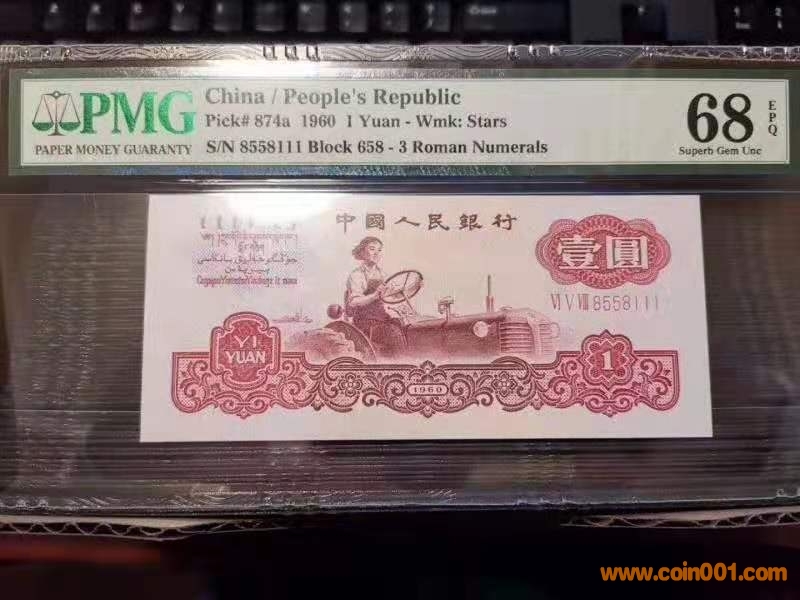 PMG
PAPER MONEY GUARANTY
China / People's Republic
Pick# 874a 1960 1 Yuan - Wmk: Stars
S/N 8558111 Block 658 - 3 Roman Numerals
68
EPQ
Superb Gem Unc
中國人民銀行
壹圓
VI V VIII 8558111
YI
YUAN
1960
1
www.coin001.com